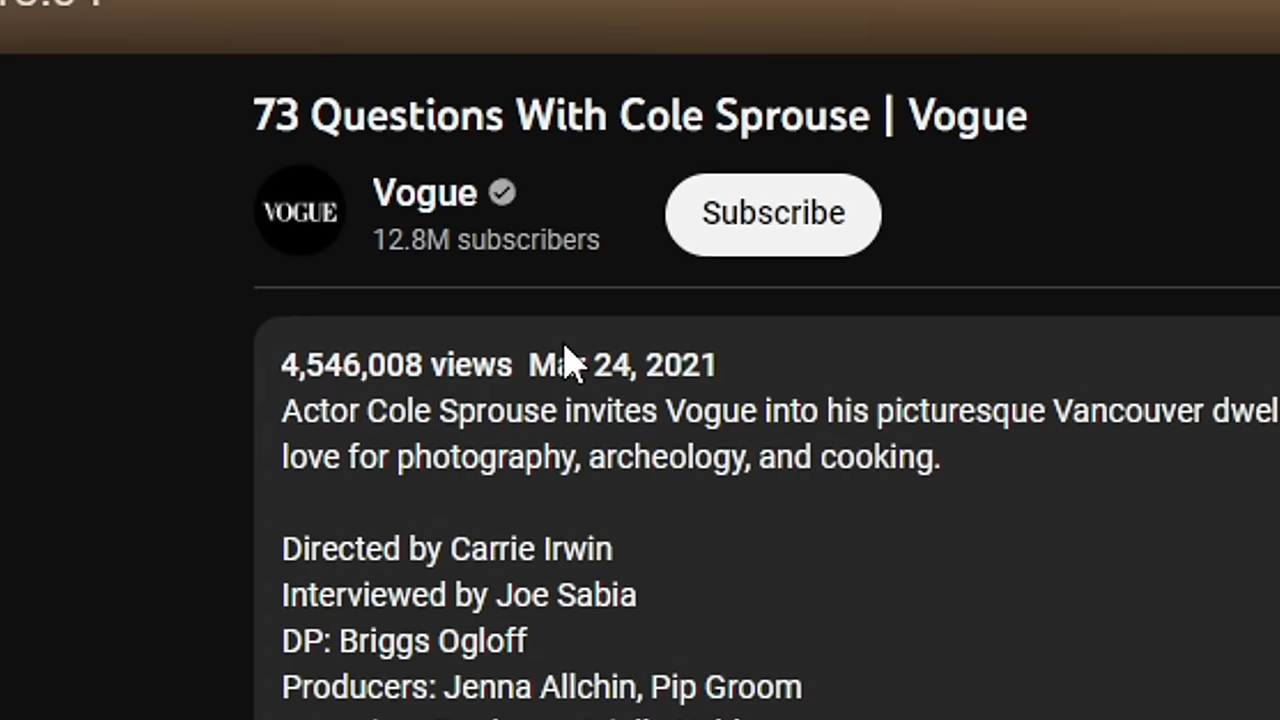 73 Questions With Cole Sprouse | Vogue
VOGUE
Vogue
12.8M subscribers
Subscribe
4,546,008 views Mar 24, 2021
Actor Cole Sprouse invites Vogue into his picturesque Vancouver dwel
love for photography, archeology, and cooking.
Directed by Carrie Irwin
Interviewed by Joe Sabia
DP: Briggs Ogloff
Producers: Jenna Allchin, Pip Groom